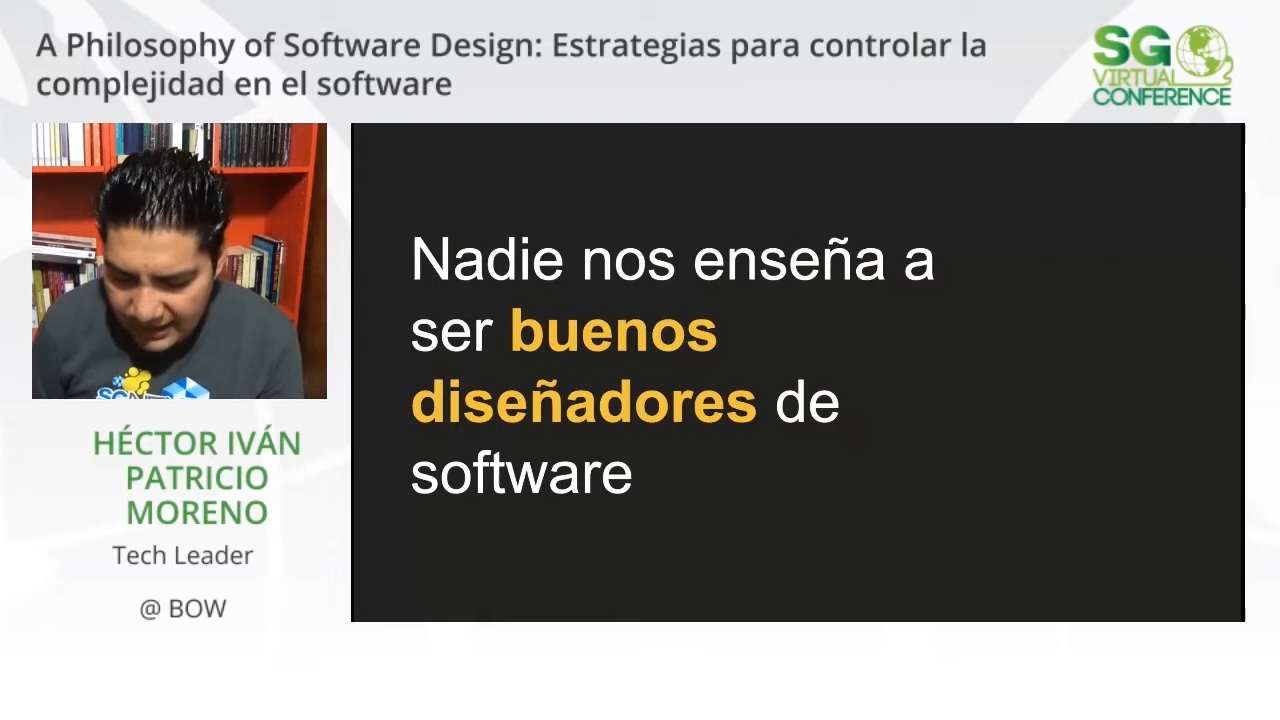 A Philosophy of Software Design: Estrategias para controlar la
complejidad en el software
SG
VIRTUAL
CONFERENCE
HÉCTOR IVÁN
PATRICIO
MORENO
Tech Leader
@ BOW
Nadie nos enseña a
ser buenos
diseñadores de
software